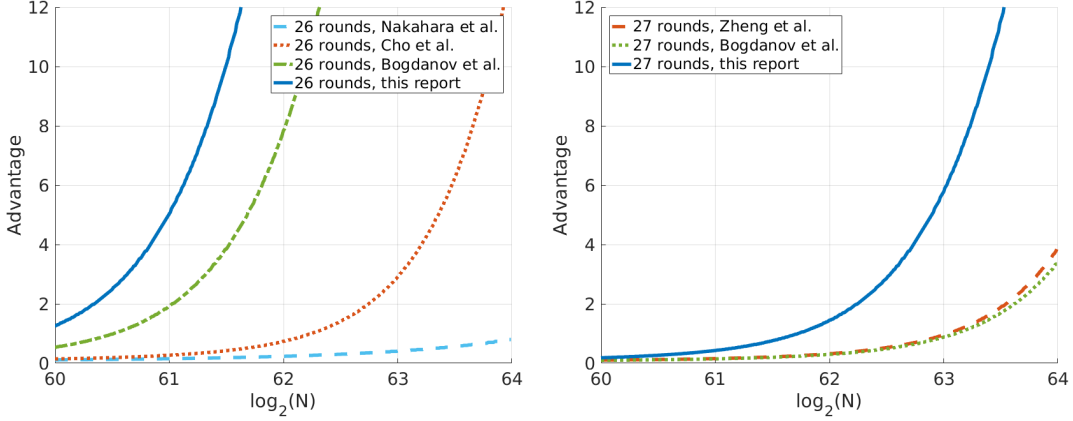 12
10
8
6
4
2
0
Advantage
26 rounds, Nakahara et al.
26 rounds, Cho et al.
26 rounds, Bogdanov et al.
26 rounds, this report
60 61 62 63 64
log2(N)
12
10
8
6
4
2
0
Advantage
27 rounds, Zheng et al.
27 rounds, Bogdanov et al.
27 rounds, this report
60 61 62 63 64
log2(N)